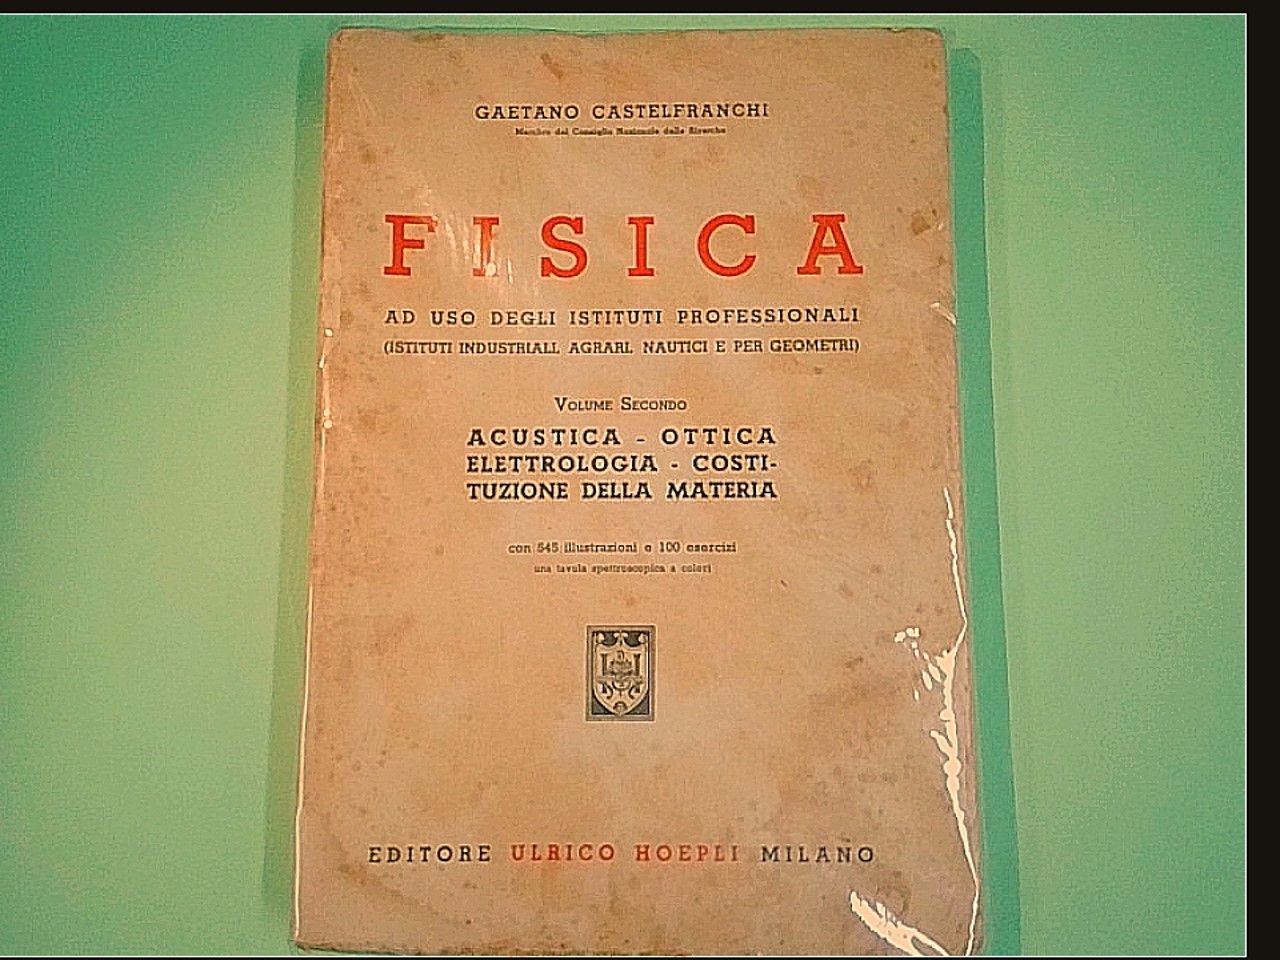 GAETANO CASTELFRANCHI
Membro del Consiglio Nazionale delle Ricerche
FISICA
AD USO DEGLI ISTITUTI PROFESSIONALI
(ISTITUTI INDUSTRIALI, AGRARI, NAUTICI E PER GEOMETRI)
VOLUME SECONDO
ACUSTICA - OTTICA
ELETTROLOGIA - COSTI-
TUZIONE DELLA MATERIA
con 545 illustrazioni e 100 esercizi
una tavola spettroscopica a colori
EDITORE ULRICO HOEPLI MILANO